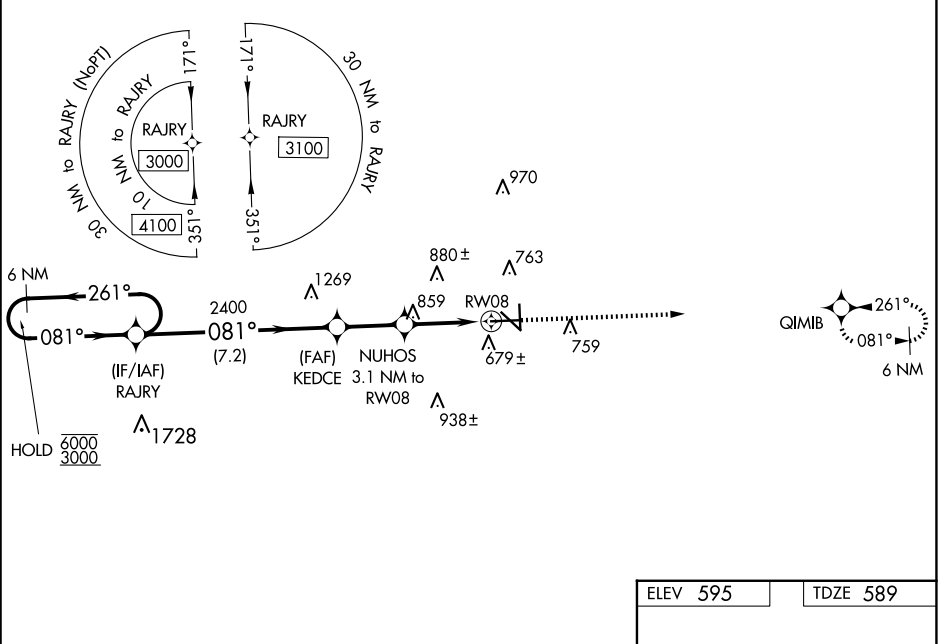 30 NM to RAJRY (NoPT)
10 NM to RAJRY
171°
RAJRY
3000
4100
351°
171°
RAJRY
3100
351°
30 NM to RAJRY
970
763
880±
1269
859
RW08
679±
759
938±
6 NM
261°
081°
(IF/IAF)
RAJRY
2400
081°
(7.2)
(FAF)
KEDCE
NUHOS
3.1 NM to
RW08
1728
HOLD 6000
3000
QIMIB
261°
081°
6 NM
ELEV 595
TDZE 589